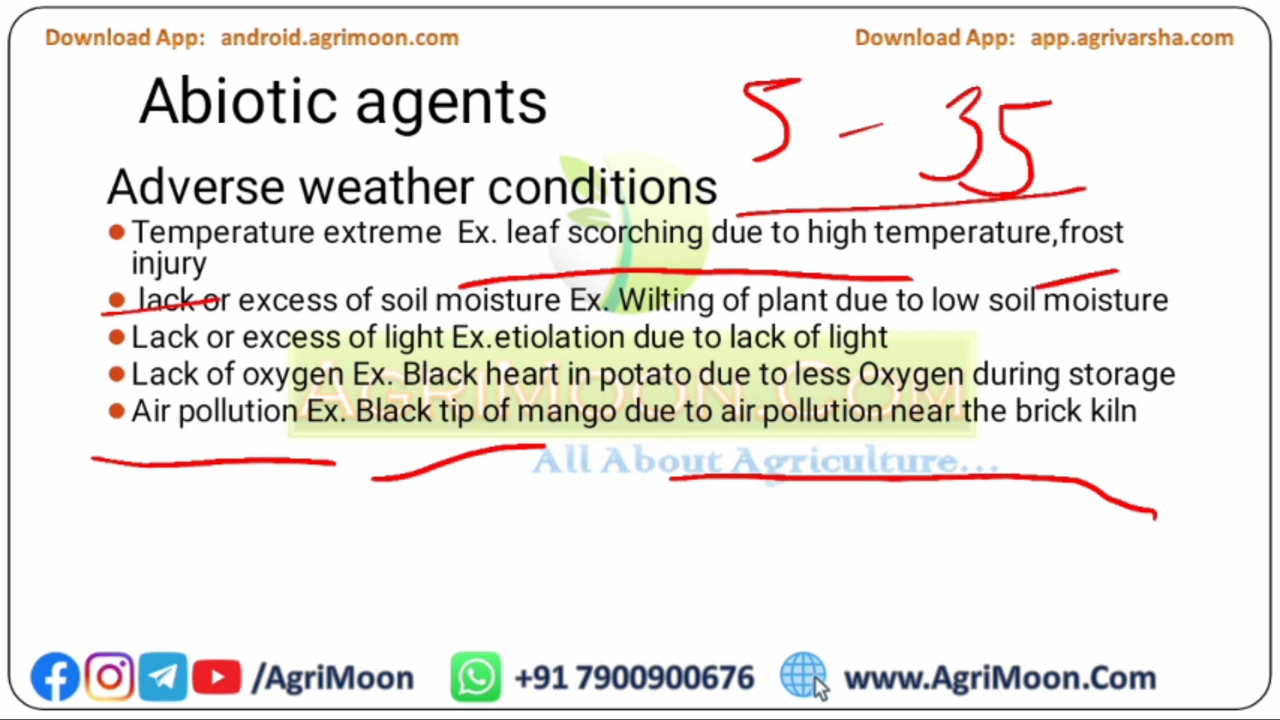 Download App: android.agrimoon.com
Download App: app.agrivarsha.com
Abiotic agents
5 - 35
Adverse weather conditions
Temperature extreme Ex. leaf scorching due to high temperature,frost
injury
lack or excess of soil moisture Ex. Wilting of plant due to low soil moisture
Lack or excess of light Ex.etiolation due to lack of light
Lack of oxygen Ex. Black heart in potato due to less Oxygen during storage
Air pollution Ex. Black tip of mango due to air pollution near the brick kiln
AgriMoon.Com
All About Agriculture...
/AgriMoon
+91 7900900676
www.AgriMoon.Com